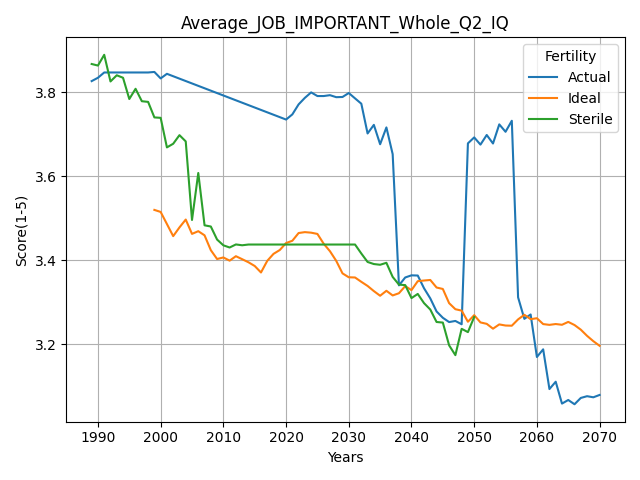 Average_JOB_IMPORTANT_Whole_Q2_IQ
Fertility
Actual
Ideal
Sterile
Score(1-5)
3.8
3.6
3.4
3.2
1990 2000 2010 2020 2030 2040 2050 2060 2070
Years